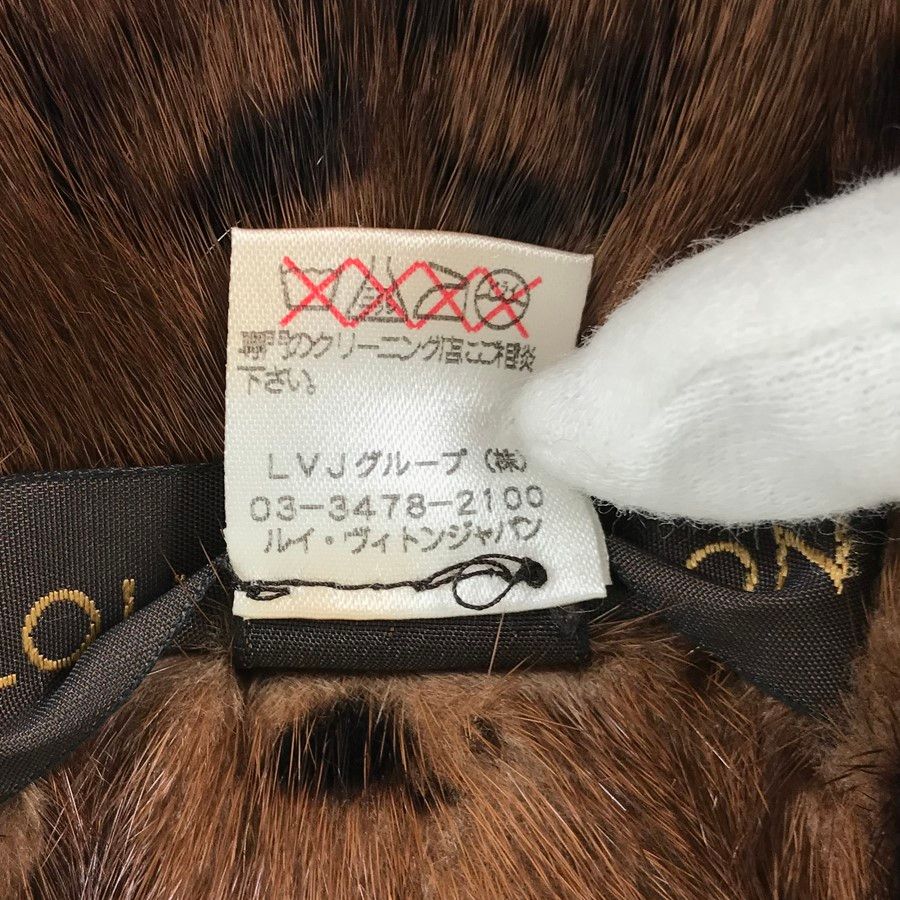 専門のクリーニング店にご相談
下さい。
LVJグループ（株）
03-3478-2100
ルイ・ヴィトンジャパン
LO
ON